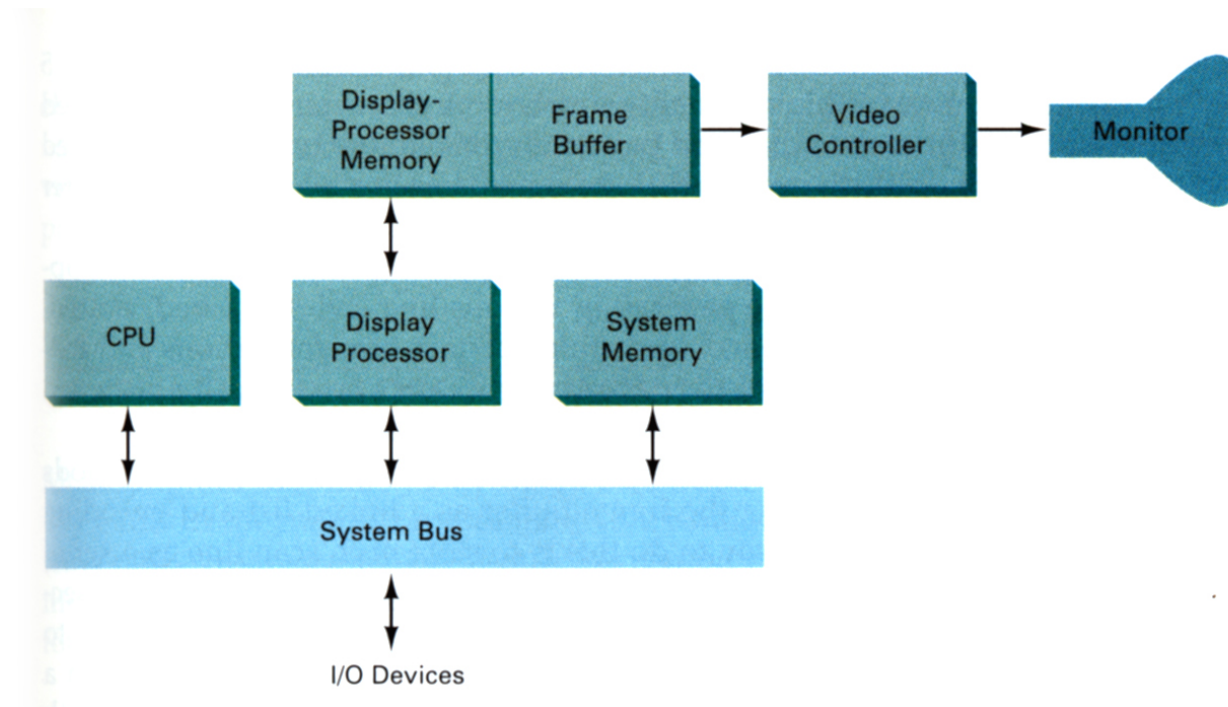 Display-
Processor
Memory
Frame
Buffer
Video
Controller
Monitor
CPU
Display
Processor
System
Memory
System Bus
I/O Devices